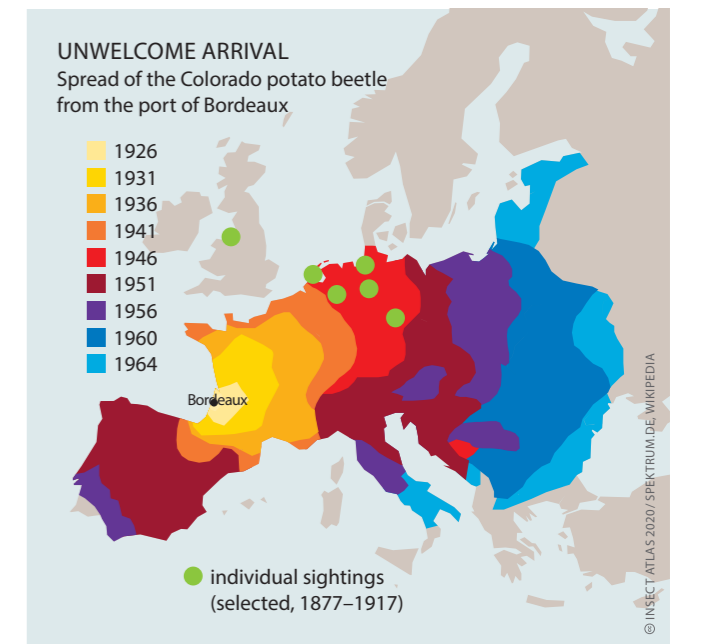 UNWELCOME ARRIVAL
Spread of the Colorado potato beetle
from the port of Bordeaux
1926
1931
1936
1941
1946
1951
1956
1960
1964
Bordeaux
individual sightings
(selected, 1877–1917)
© INSECT ATLAS 2020/ SPEKTRUM.DE, WIKIPEDIA